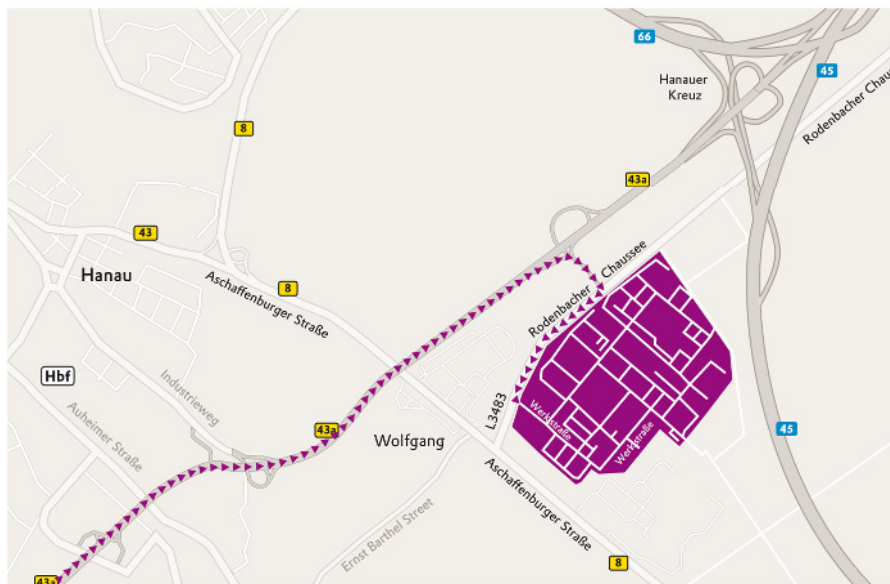 66
45
Hanauer
Kreuz
Rodenbacher Chau
8
43a
43
Hanau
Aschaffenburger Straße
8
Rodenbacher Chaussee
Hbf
Industrieweg
Auheimer Straße
43a
Wolfgang
L3483
Werkstraße
Werkstraße
45
Aschaffenburger Straße
Ernst Barthel Street
8
43a